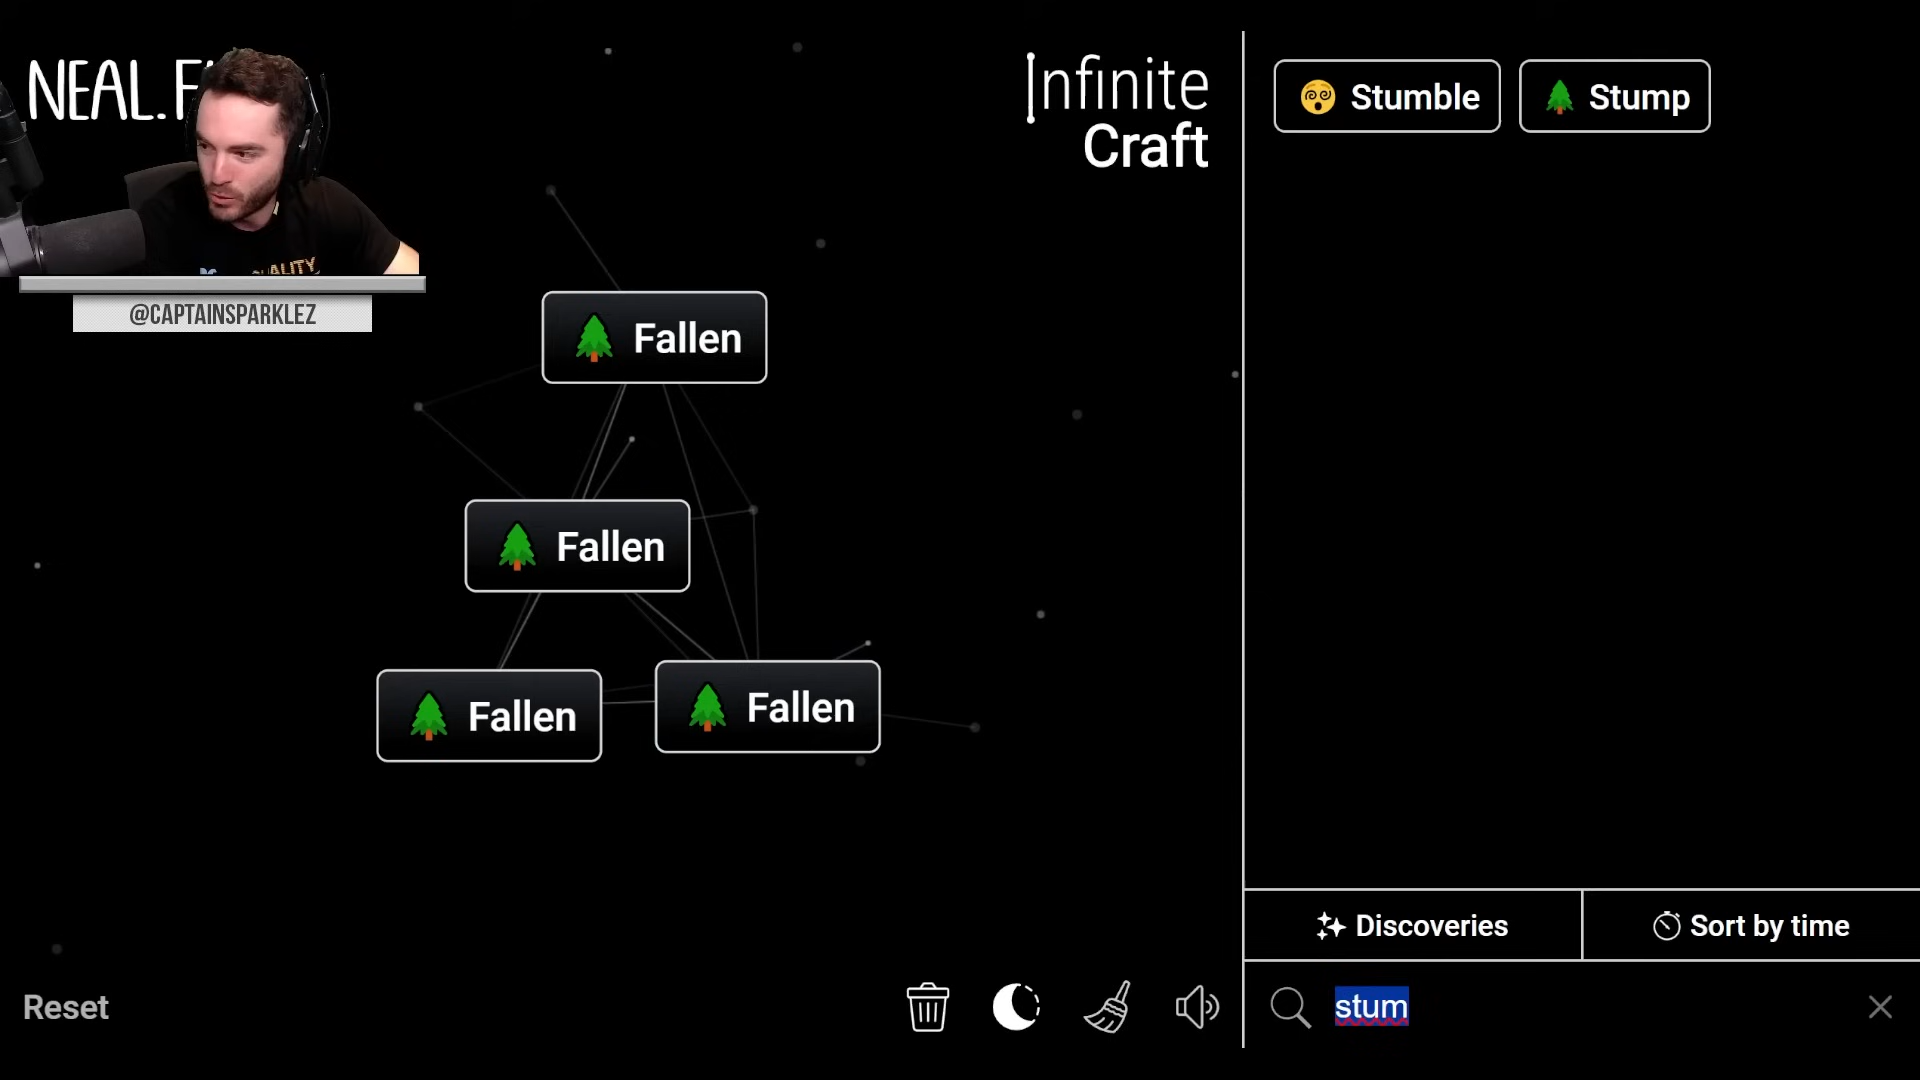 NEAL.F
Infinite
Craft
Stumble
Stump
@CAPTAINSPARKLEZ
Fallen
Fallen
Fallen
Fallen
Discoveries
Sort by time
Reset
stum